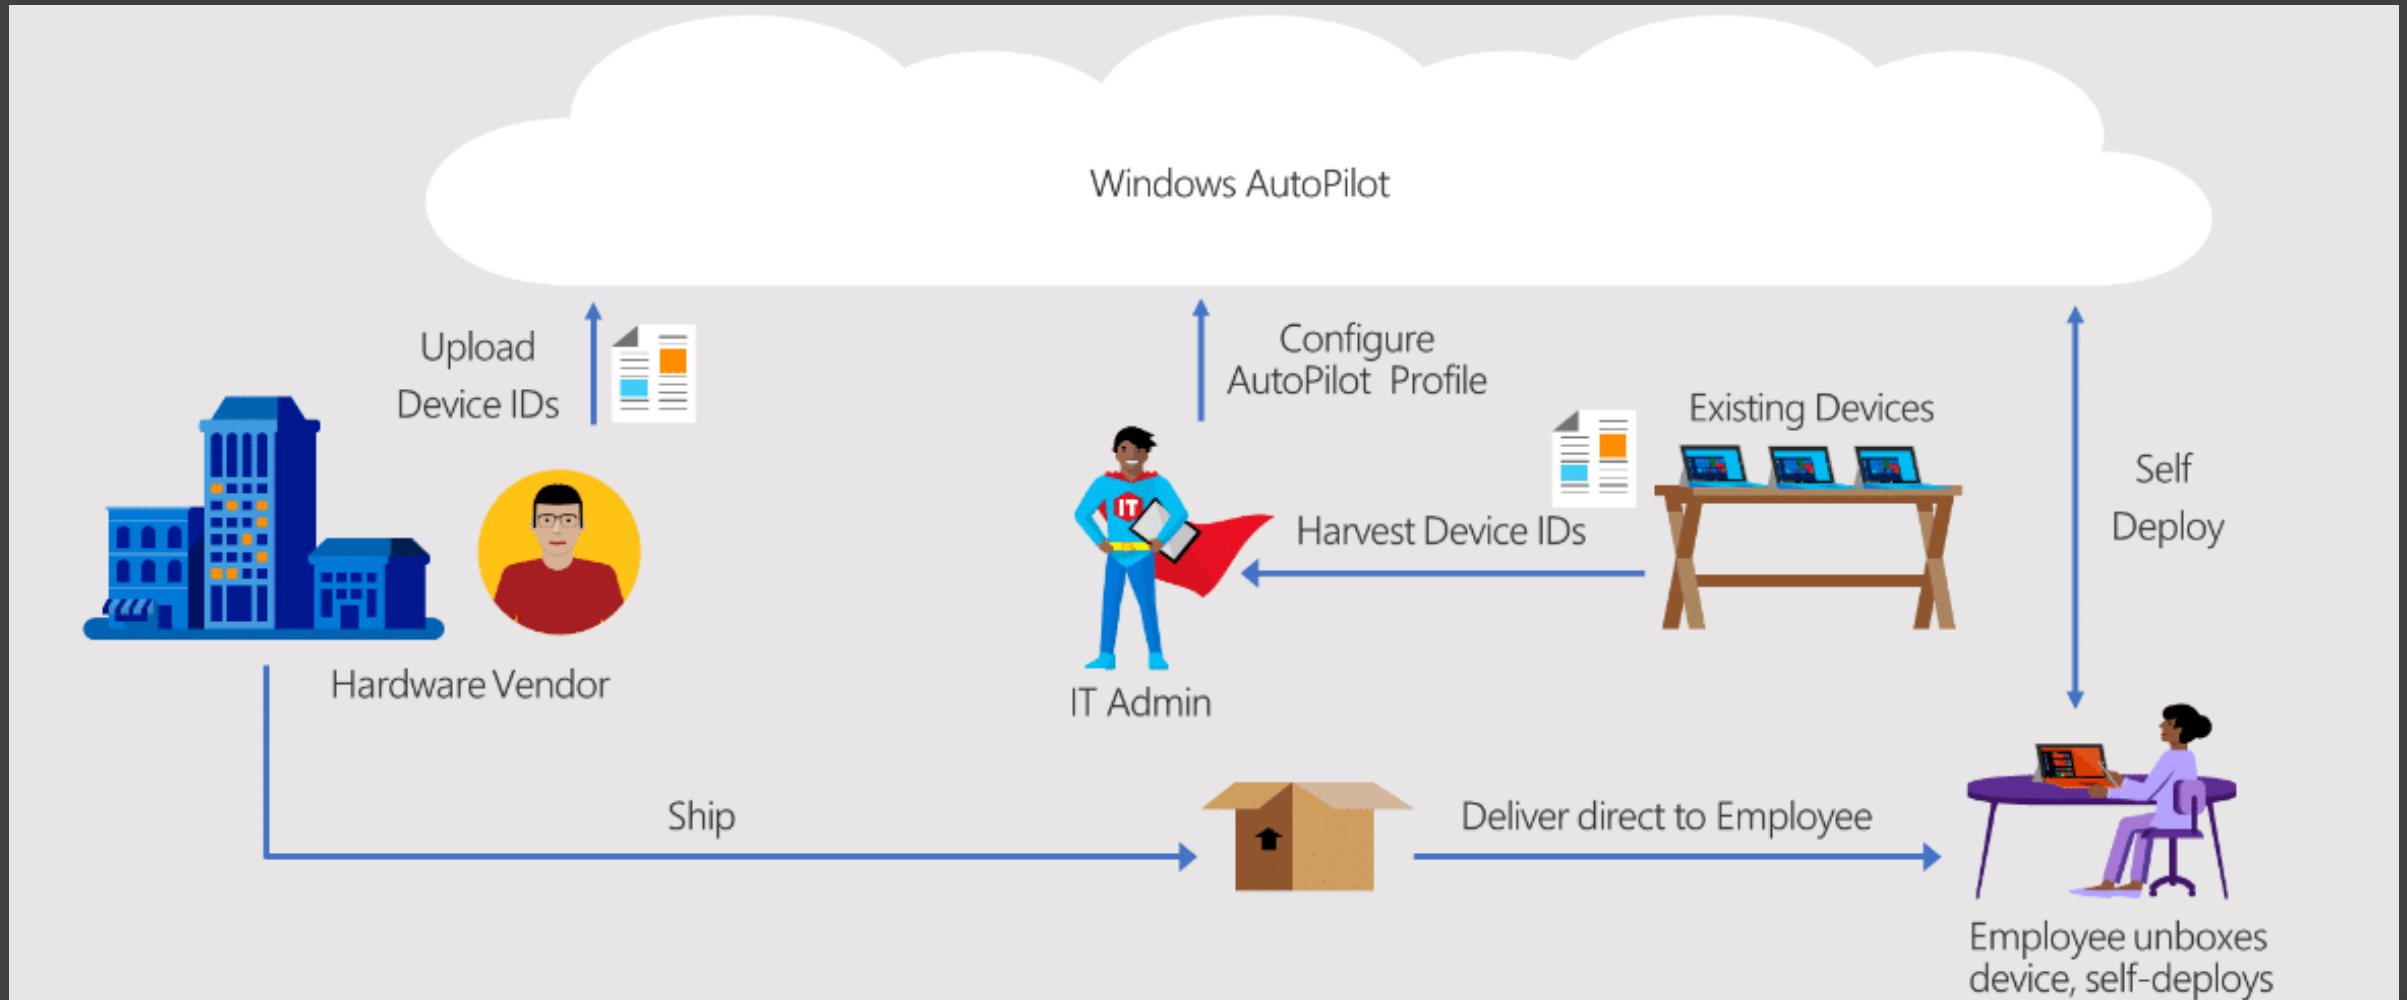 Windows AutoPilot
Upload
Device IDs
Configure
AutoPilot Profile
Existing Devices
Self
Deploy
IT
Harvest Device IDs
Hardware Vendor
IT Admin
Ship
Deliver direct to Employee
Employee unboxes
device, self-deploys